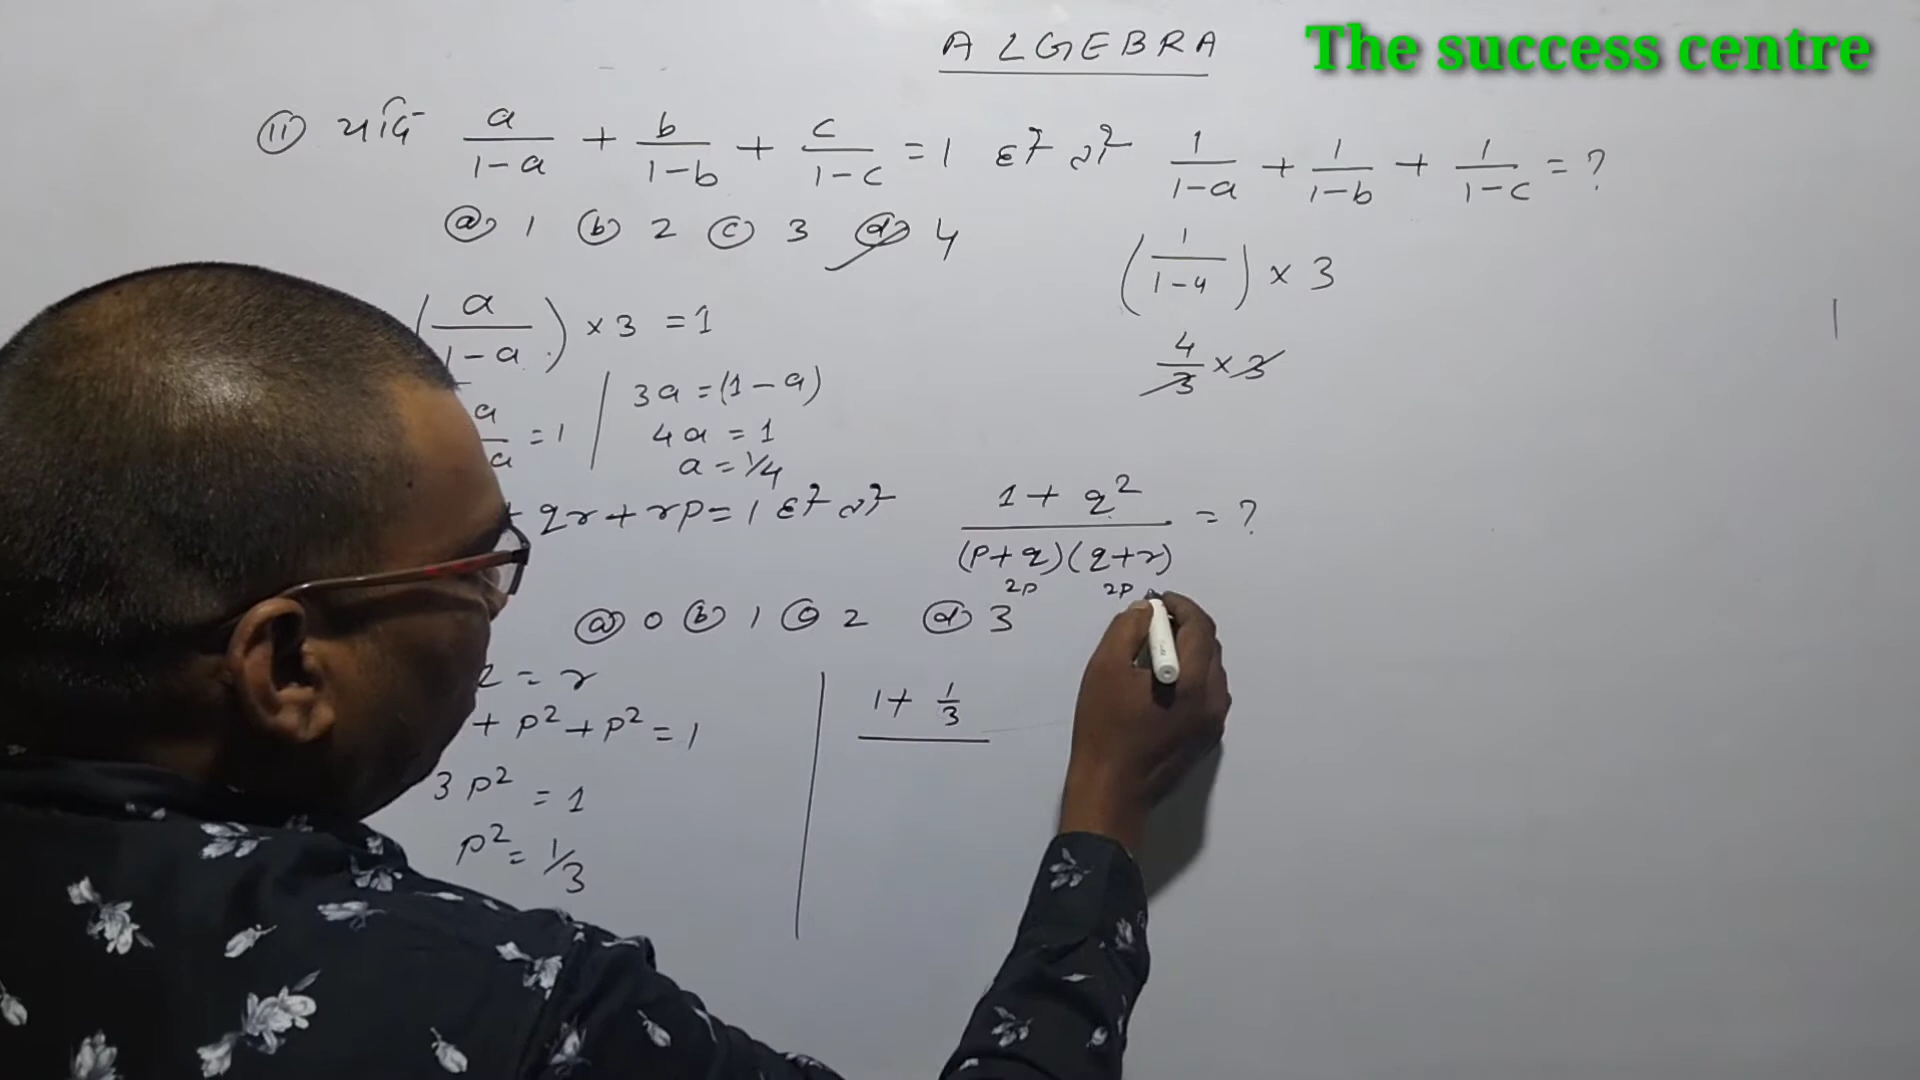 ALGEBRA
The success centre
(11) यदि a/(1-a) + b/(1-b) + c/(1-c) = 1 है तो 1/(1-a) + 1/(1-b) + 1/(1-c) = ?
(a) 1 (b) 2 (c) 3 (d) 4
(a/(1-a)) × 3 = 1
a = 1
3a = (1-a)
4a = 1
a = 1/4
(1/(1-4)) × 3
4/3 × 3
+ qr + rp = 1 है तो (1+q²)/((p+q)(q+r)) = ?
2p 2p
(a) 0 (b) 1 (c) 2 (d) 3
= r
+ p² + p² = 1
3p² = 1
p² = 1/3
1 + 1/3